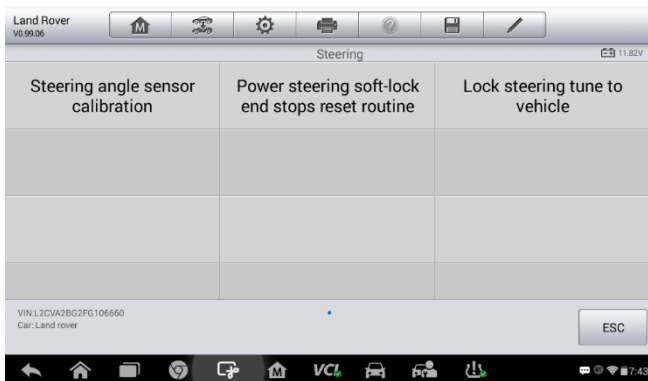 Land Rover
V0.99.06
M
Steering
11.82V
Steering angle sensor
calibration
Power steering soft-lock
end stops reset routine
Lock steering tune to
vehicle
VIN:L2CVA2BG2FG106660
Car: Land rover
ESC
M
VCI
7:43